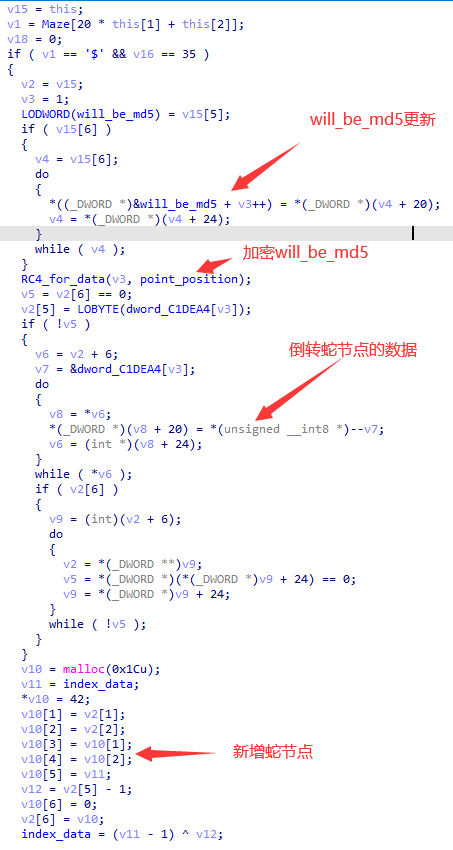 v15 = this;
v1 = Maze[20 * this[1] + this[2]];
v18 = 0;
if ( v1 == '$' && v16 == 35 )
{
v2 = v15;
v3 = 1;
LODWORD(will_be_md5) = v15[5];
if ( v15[6] )
will_be_md5更新
{
v4 = v15[6];
do
{
*((_DWORD *)&will_be_md5 + v3++) = *(_DWORD *)(v4 + 20);
v4 = *(_DWORD *)(v4 + 24);
}
while ( v4 );
加密will_be_md5
}
RC4_for_data(v3, point_position);
v5 = v2[6] == 0;
v2[5] = LOBYTE(dword_C1DEA4[v3]);
if ( !v5 )
{
倒转蛇节点的数据
v6 = v2 + 6;
v7 = &dword_C1DEA4[v3];
do
{
v8 = *v6;
*(_DWORD *)(v8 + 20) = *(unsigned __int8 *)--v7;
v6 = (int *)(v8 + 24);
}
while ( *v6 );
if ( v2[6] )
{
v9 = (int)(v2 + 6);
do
{
v2 = *(_DWORD **)v9;
v5 = *(_DWORD *)(*(_DWORD *)v9 + 24) == 0;
v9 = *(_DWORD *)v9 + 24;
}
while ( !v5 );
}
}
v10 = malloc(0x1Cu);
v11 = index_data;
*v10 = 42;
v10[1] = v2[1];
v10[2] = v2[2];
v10[3] = v10[1];
新增蛇节点
v10[4] = v10[2];
v10[5] = v11;
v12 = v2[5] - 1;
v10[6] = 0;
v2[6] = v10;
index_data = (v11 - 1) ^ v12;